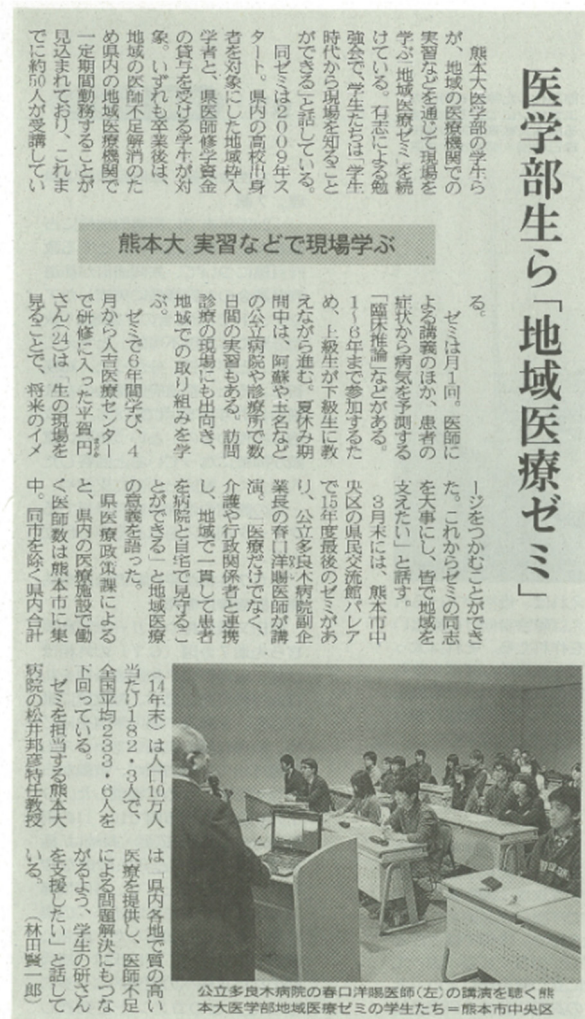 医学部生ら「地域医療ゼミ」
熊本大 実習などで現場学ぶ
熊本大医学部の学生ら
が、地域の医療機関での
実習などを通じて現場を
学ぶ「地域医療ゼミ」を続
けている。有志による勉
強会で、学生たちは「学生
時代から現場を知ること
ができる」と話している。
同ゼミは2009年ス
タート。県内の高校出身
者を対象にした地域枠入
学者と、県医師修学資金
の貸与を受ける学生が対
象。いずれも卒業後は、
地域の医師不足解消のた
め県内の地域医療機関で
一定期間勤務することが
見込まれており、これま
でに約50人が受講してい
る。
ゼミは月1回。医師に
よる講義のほか、患者の
症状から病気を予測する
「臨床推論」などがある。
1～6年まで参加するた
め、上級生が下級生に教
えながら進む。夏休み期
間中は、阿蘇や玉名など
の公立病院や診療所で数
日間の実習もある。訪問
診療の現場にも出向き、
地域での取り組みを学
ぶ。
ゼミで6年間学び、4
月から人吉医療センター
で研修に入った平賀円
さん(24)は「生の現場を
見ることで、将来のイメ
ージをつかむことができ
た。これからゼミの同志
を大事にし、皆で地域を
支えたい」と話す。
3月末には、熊本市中
央区の県民交流館パレア
で15年度最後のゼミがあ
り、公立多良木病院副企
業長の春口洋賜医師が講
演。「医療だけでなく、
介護や行政関係者と連携
し、地域で一貫して患者
を病院と自宅で見守るこ
とができる」と地域医療
の意義を語った。
県医療政策課による
と、県内の医療施設で働
く医師数は熊本市に集
中。同市を除く県内合計
(14年末)は人口10万人
当たり182・3人で、
全国平均233・6人を
下回っている。
ゼミを担当する熊本大
病院の松井邦彦特任教授
は「県内各地で質の高い
医療を提供し、医師不足
による問題解決にもつな
がるよう、学生の研さん
を支援したい」と話して
いる。　(林田賢一郎)
公立多良木病院の春口洋賜医師(左)の講演を聴く熊
本大医学部地域医療ゼミの学生たち＝熊本市中央区